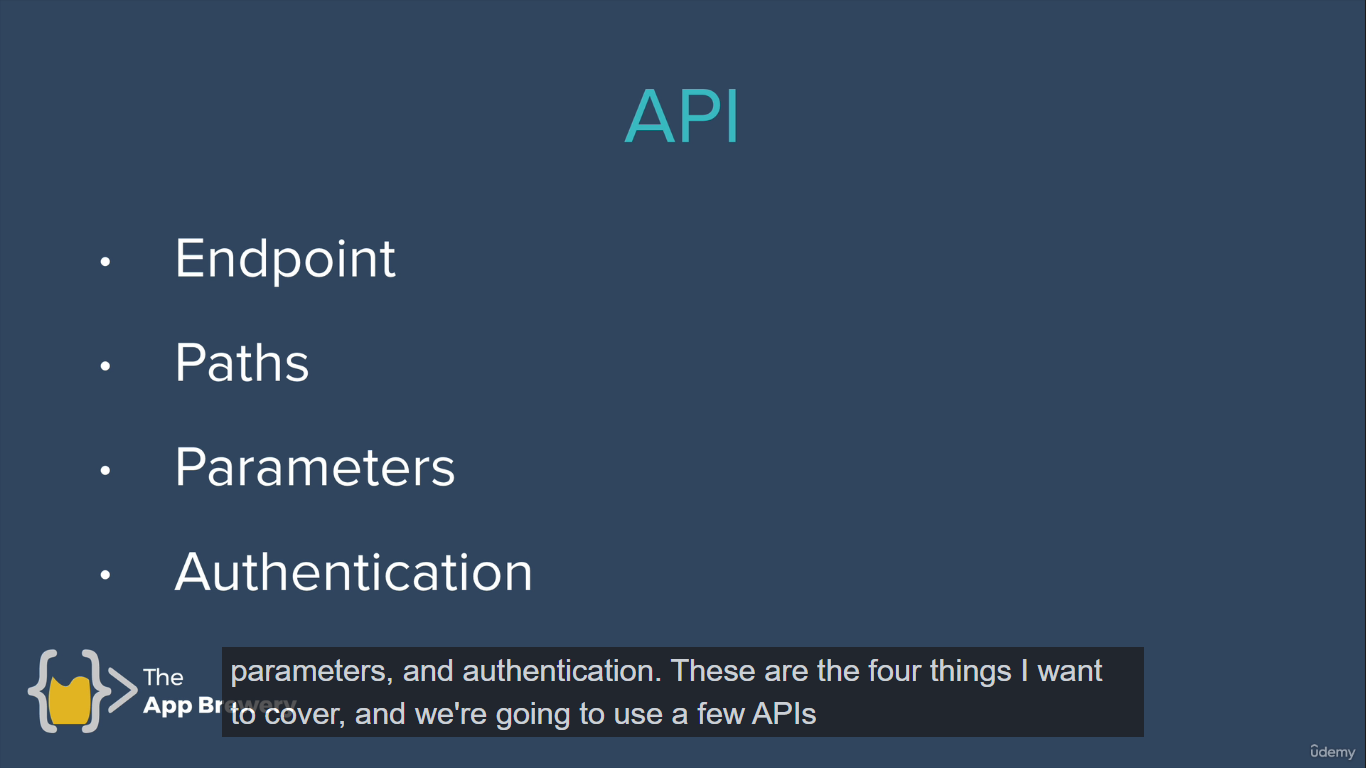 API
• Endpoint
• Paths
• Parameters
• Authentication
The
App Brewery
parameters, and authentication. These are the four things I want
to cover, and we're going to use a few APIs
ûdemy